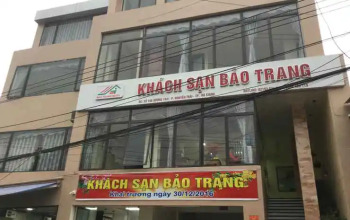 KHÁCH SẠN BẢO TRANG
KHÁCH SẠN BẢO TRANG
Khai trương ngày 30/12/2016